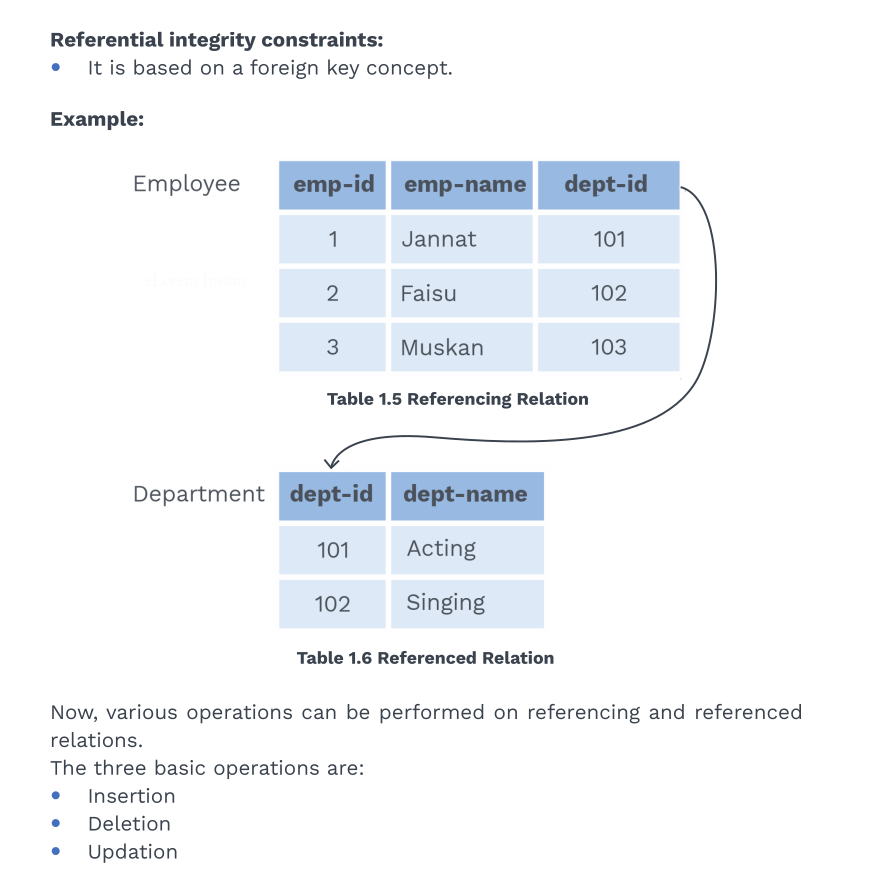 Referential integrity constraints:
• It is based on a foreign key concept.
Example:
Employee emp-id emp-name dept-id
1 Jannat 101
2 Faisu 102
3 Muskan 103
Table 1.5 Referencing Relation
Department dept-id dept-name
101 Acting
102 Singing
Table 1.6 Referenced Relation
Now, various operations can be performed on referencing and referenced
relations.
The three basic operations are:
• Insertion
• Deletion
• Updation